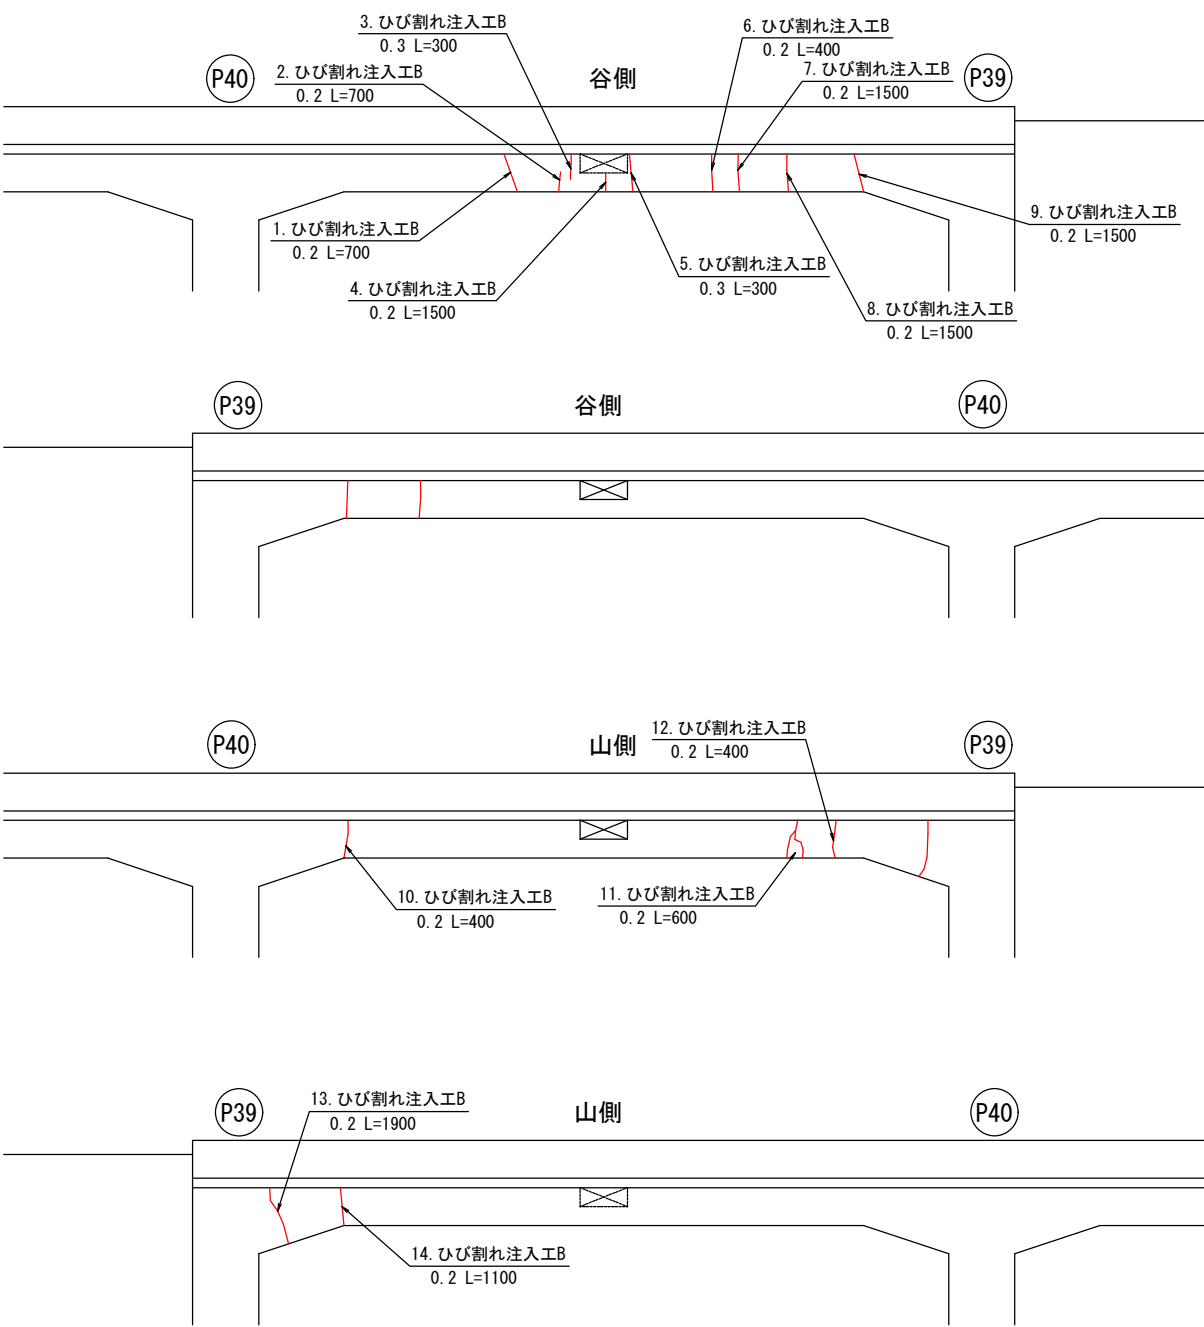 3. ひび割れ注入工B
0.3 L=300
6. ひび割れ注入工B
0.2 L=400
P40
2. ひび割れ注入工B
0.2 L=700
谷側
7. ひび割れ注入工B
0.2 L=1500
P39
1. ひび割れ注入工B
0.2 L=700
9. ひび割れ注入工B
0.2 L=1500
4. ひび割れ注入工B
0.2 L=1500
5. ひび割れ注入工B
0.3 L=300
8. ひび割れ注入工B
0.2 L=1500
P39
谷側
P40
P40
山側
12. ひび割れ注入工B
0.2 L=400
P39
10. ひび割れ注入工B
0.2 L=400
11. ひび割れ注入工B
0.2 L=600
P39
13. ひび割れ注入工B
0.2 L=1900
山側
P40
14. ひび割れ注入工B
0.2 L=1100